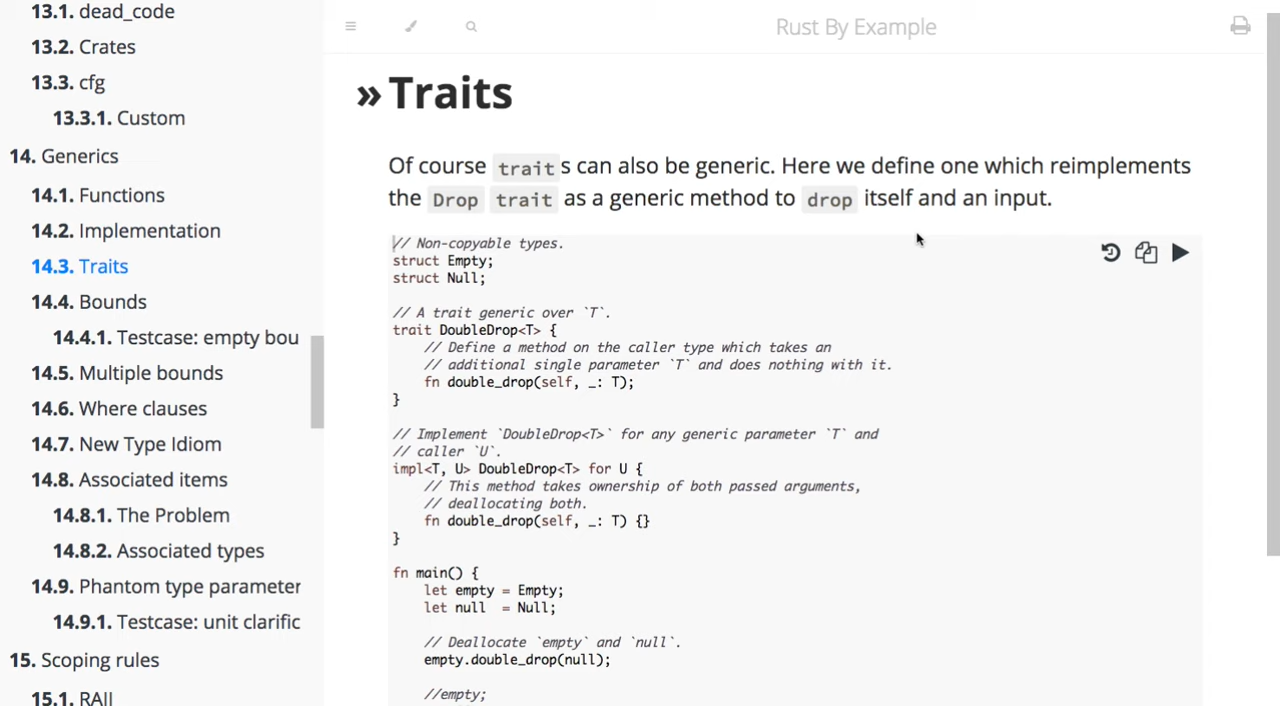 13.1. dead_code
13.2. Crates
13.3. cfg
13.3.1. Custom
14. Generics
14.1. Functions
14.2. Implementation
14.3. Traits
14.4. Bounds
14.4.1. Testcase: empty bou
14.5. Multiple bounds
14.6. Where clauses
14.7. New Type Idiom
14.8. Associated items
14.8.1. The Problem
14.8.2. Associated types
14.9. Phantom type parameter
14.9.1. Testcase: unit clarific
15. Scoping rules
15.1. RAII
Rust By Example
» Traits
Of course traits can also be generic. Here we define one which reimplements
the Drop trait as a generic method to drop itself and an input.
// Non-copyable types.
struct Empty;
struct Null;
// A trait generic over `T`.
trait DoubleDrop<T> {
// Define a method on the caller type which takes an
// additional single parameter `T` and does nothing with it.
fn double_drop(self, _: T);
}
// Implement `DoubleDrop<T>` for any generic parameter `T` and
// caller `U`.
impl<T, U> DoubleDrop<T> for U {
// This method takes ownership of both passed arguments,
// deallocating both.
fn double_drop(self, _: T) {}
}
fn main() {
let empty = Empty;
let null  = Null;
// Deallocate `empty` and `null`.
empty.double_drop(null);
//empty;